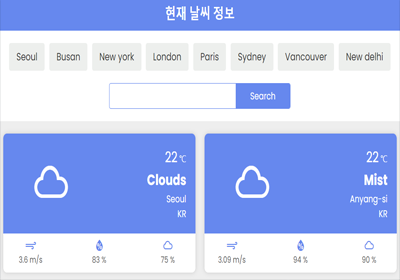 현재 날씨 정보
Seoul Busan New york London Paris Sydney Vancouver New delhi
Search
22 ℃
Clouds
Seoul
KR
3.6 m/s 83 % 75 %
22 ℃
Mist
Anyang-si
KR
3.09 m/s 94 % 90 %